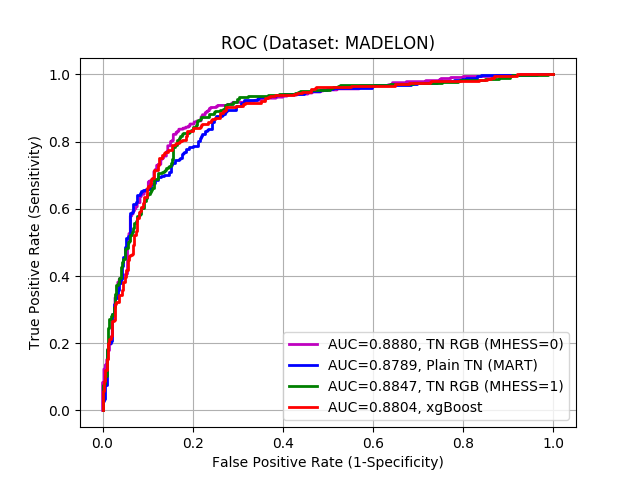 ROC (Dataset: MADELON)
True Positive Rate (Sensitivity)
1.0
0.8
0.6
0.4
0.2
0.0
AUC=0.8880, TN RGB (MHESS=0)
AUC=0.8789, Plain TN (MART)
AUC=0.8847, TN RGB (MHESS=1)
AUC=0.8804, xgBoost
0.0 0.2 0.4 0.6 0.8 1.0
False Positive Rate (1-Specificity)